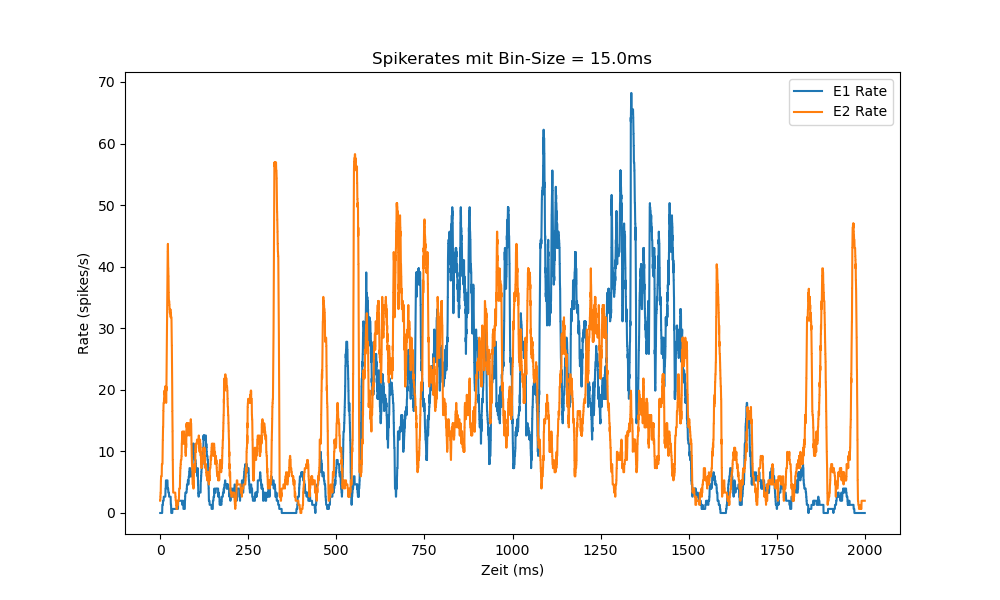 Spikerates mit Bin-Size = 15.0ms
E1 Rate
E2 Rate
70
60
50
40
30
20
10
0
Rate (spikes/s)
0 250 500 750 1000 1250 1500 1750 2000
Zeit (ms)